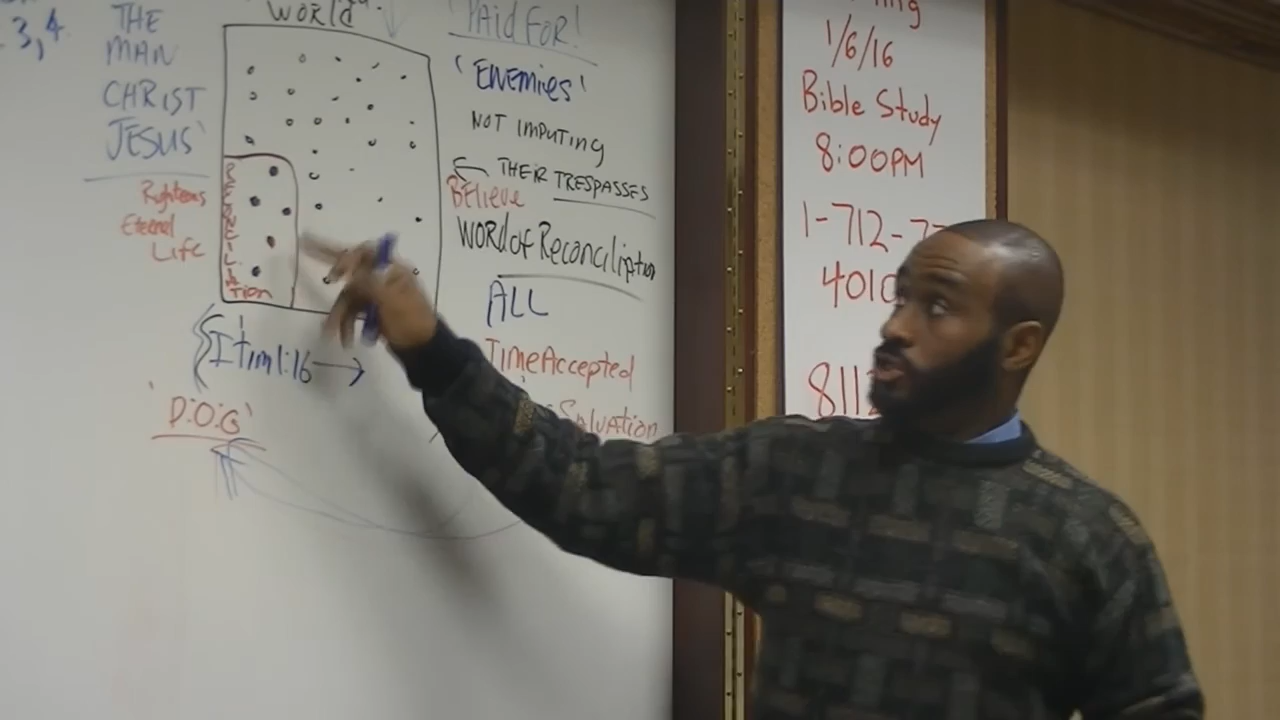 3,4
THE
MAN
CHRIST
JESUS'
Righteous
Eternal
Life
WORLD
RECONCILIATION
I tim 1:16
'D.O.G'
'PAID FOR!
'ENEMIES'
NOT IMPUTING
THEIR TRESPASSES
BELIEVE
WORD of Reconciliation
ALL
Time Accepted
Salvation
1/6/16
Bible Study
8:00PM
1-712-7
4010
811